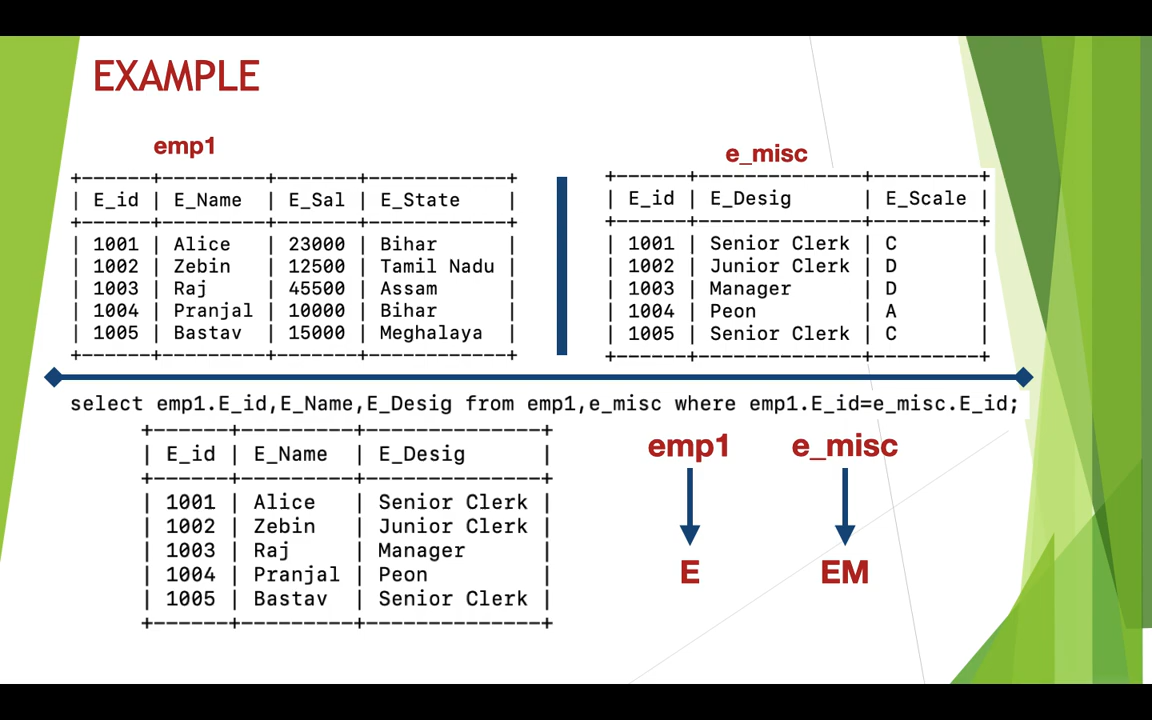 EXAMPLE
emp1
+------+---------+--------+------------+
| E_id | E_Name | E_Sal | E_State |
+------+---------+--------+------------+
| 1001 | Alice | 23000 | Bihar |
| 1002 | Zebin | 12500 | Tamil Nadu |
| 1003 | Raj | 45500 | Assam |
| 1004 | Pranjal | 10000 | Bihar |
| 1005 | Bastav | 15000 | Meghalaya |
+------+---------+--------+------------+
e_misc
+------+--------------+---------+
| E_id | E_Desig | E_Scale |
+------+--------------+---------+
| 1001 | Senior Clerk | C |
| 1002 | Junior Clerk | D |
| 1003 | Manager | D |
| 1004 | Peon | A |
| 1005 | Senior Clerk | C |
+------+--------------+---------+
select emp1.E_id,E_Name,E_Desig from emp1,e_misc where emp1.E_id=e_misc.E_id;
+------+---------+--------------+
| E_id | E_Name | E_Desig |
+------+---------+--------------+
| 1001 | Alice | Senior Clerk |
| 1002 | Zebin | Junior Clerk |
| 1003 | Raj | Manager |
| 1004 | Pranjal | Peon |
| 1005 | Bastav | Senior Clerk |
+------+---------+--------------+
emp1 e_misc
E EM